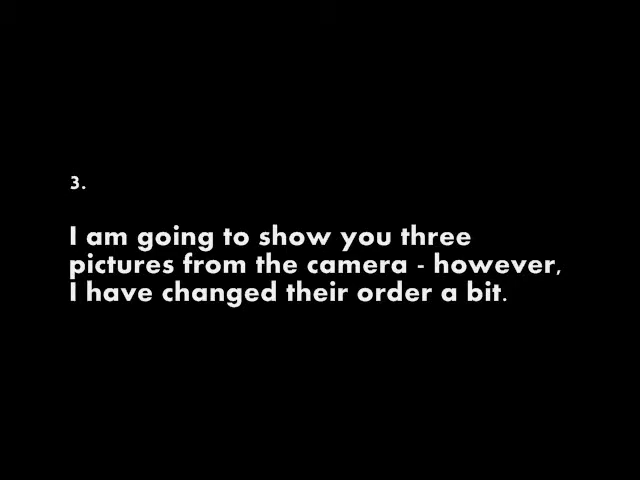 3.
I am going to show you three
pictures from the camera - however,
I have changed their order a bit.